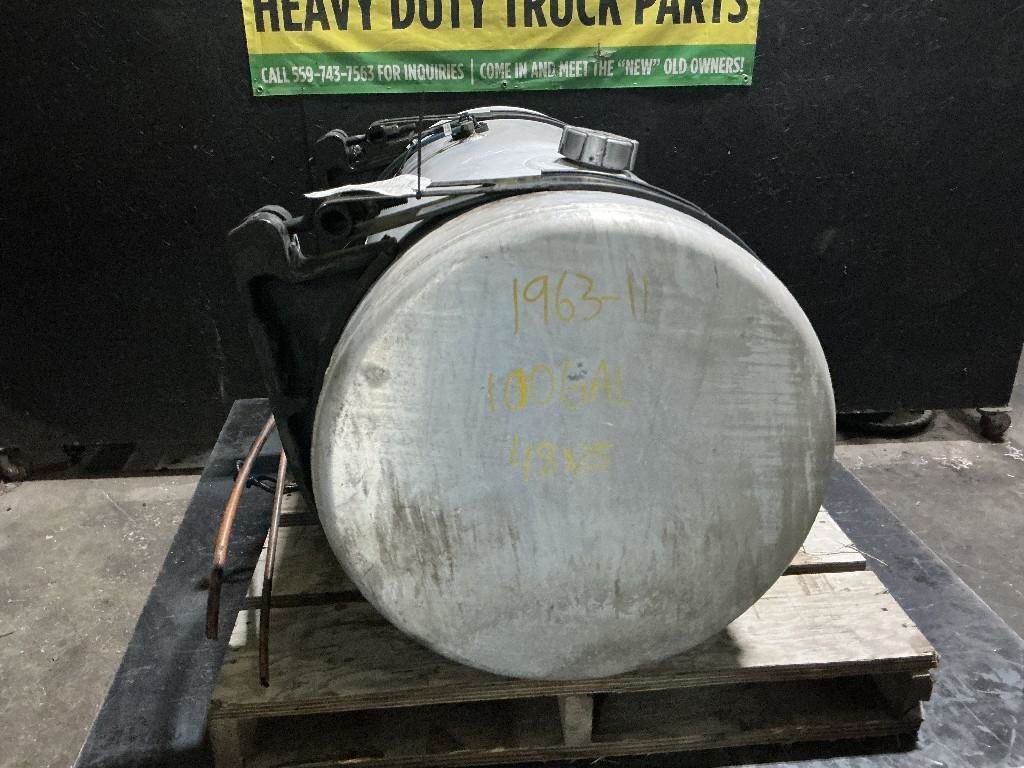 HEAVY DUTY TRUCK PARTS
CALL 559-743-7563 FOR INQUIRIES | COME IN AND MEET THE "NEW" OLD OWNERS!
1963-11
100GAL
48x25